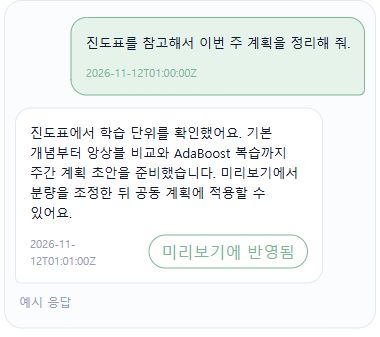 진도표를 참고해서 이번 주 계획을 정리해 줘.
2026-11-12T01:00:00Z
진도표에서 학습 단위를 확인했어요. 기본
개념부터 앙상블 비교와 AdaBoost 복습까지
주간 계획 초안을 준비했습니다. 미리보기에서
분량을 조정한 뒤 공동 계획에 적용할 수
있어요.
2026-11-
12T01:01:00Z
미리보기에 반영됨
예시 응답